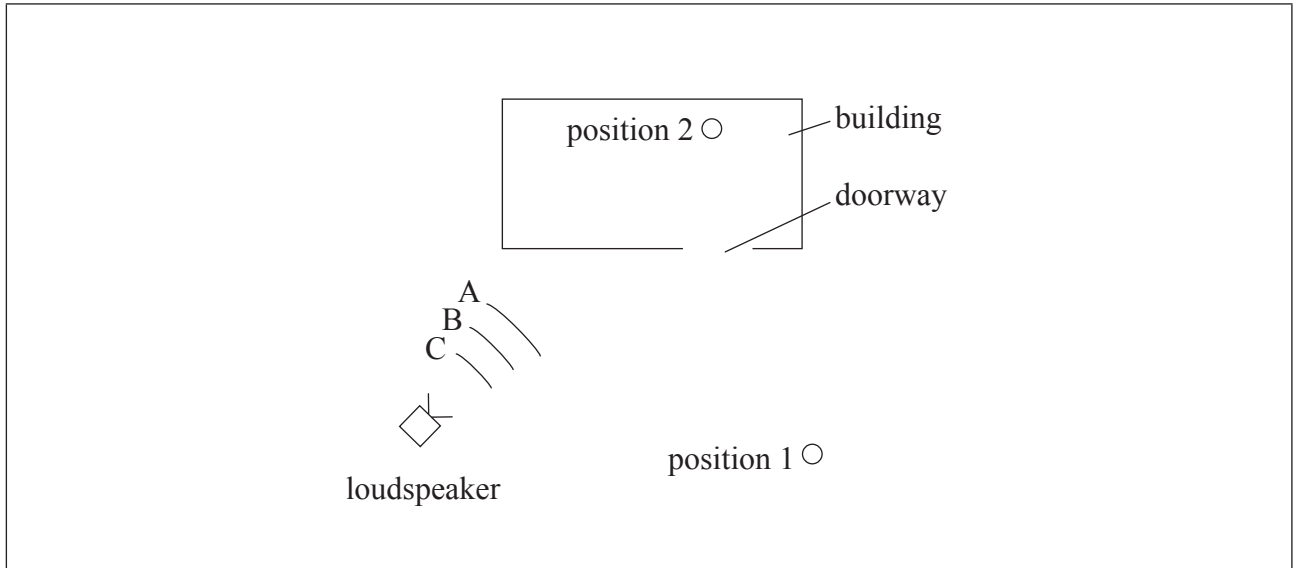 building
position 2
doorway
A
B
C
position 1
loudspeaker